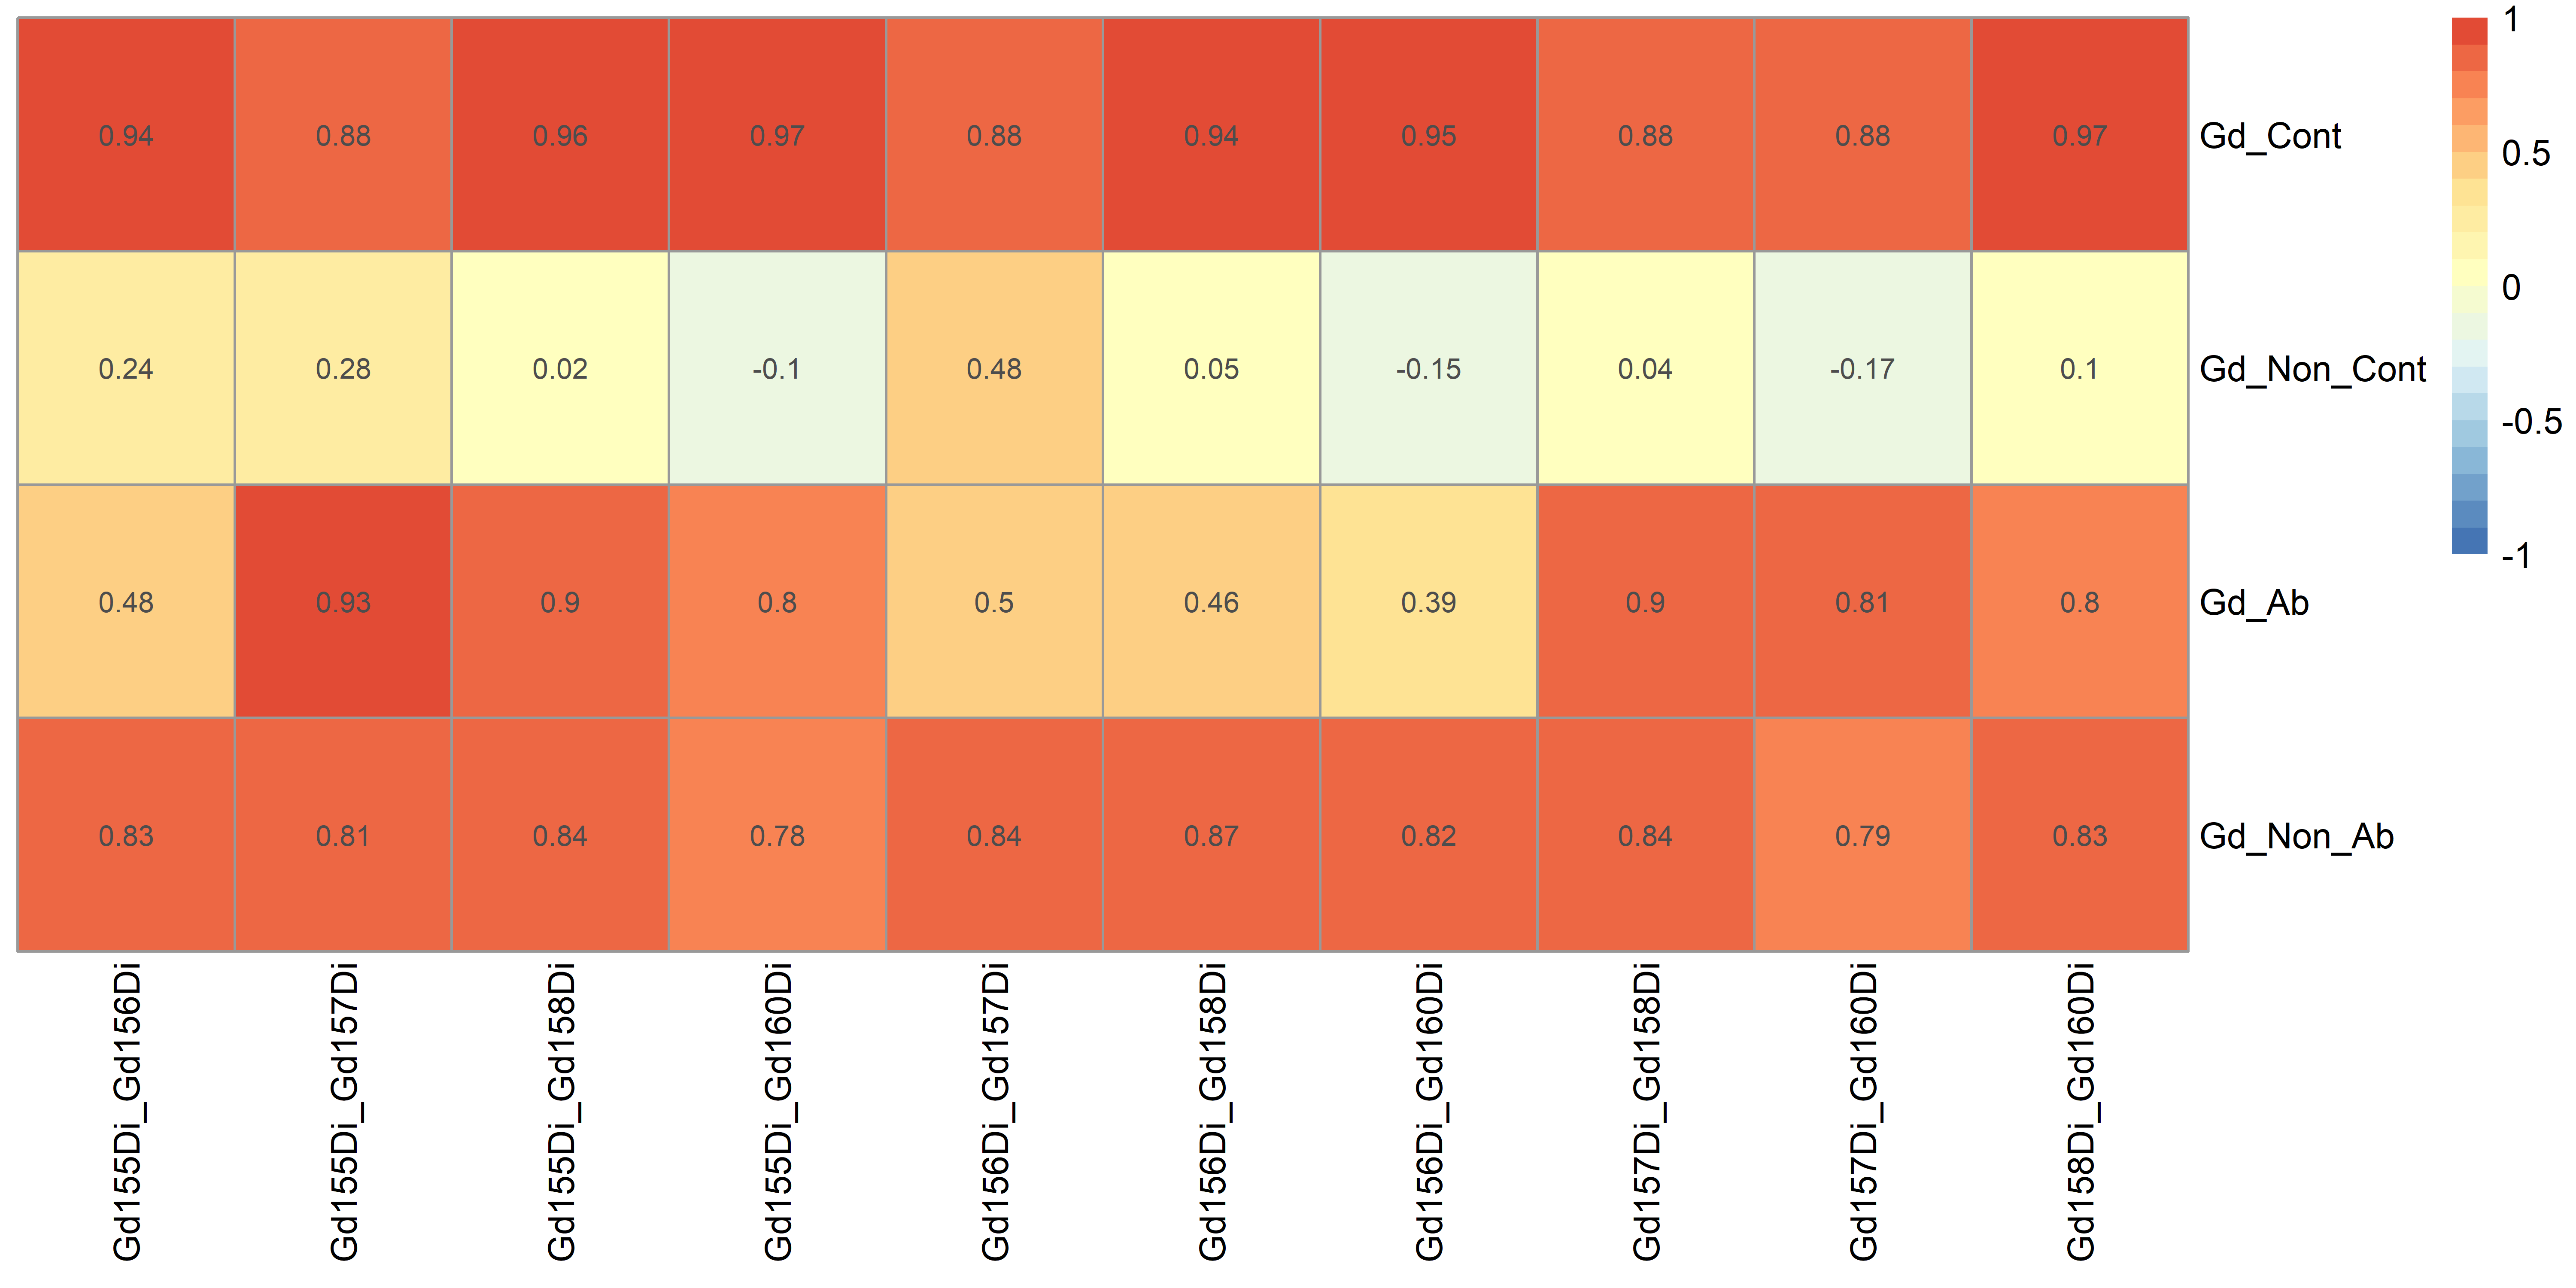 0.94 0.88 0.96 0.97 0.88 0.94 0.95 0.88 0.88 0.97 Gd_Cont
0.24 0.28 0.02 -0.1 0.48 0.05 -0.15 0.04 -0.17 0.1 Gd_Non_Cont
0.48 0.93 0.9 0.8 0.5 0.46 0.39 0.9 0.81 0.8 Gd_Ab
0.83 0.81 0.84 0.78 0.84 0.87 0.82 0.84 0.79 0.83 Gd_Non_Ab
Gd155Di_Gd156Di
Gd155Di_Gd157Di
Gd155Di_Gd158Di
Gd155Di_Gd160Di
Gd156Di_Gd157Di
Gd156Di_Gd158Di
Gd156Di_Gd160Di
Gd157Di_Gd158Di
Gd157Di_Gd160Di
Gd158Di_Gd160Di
1
0.5
0
-0.5
-1